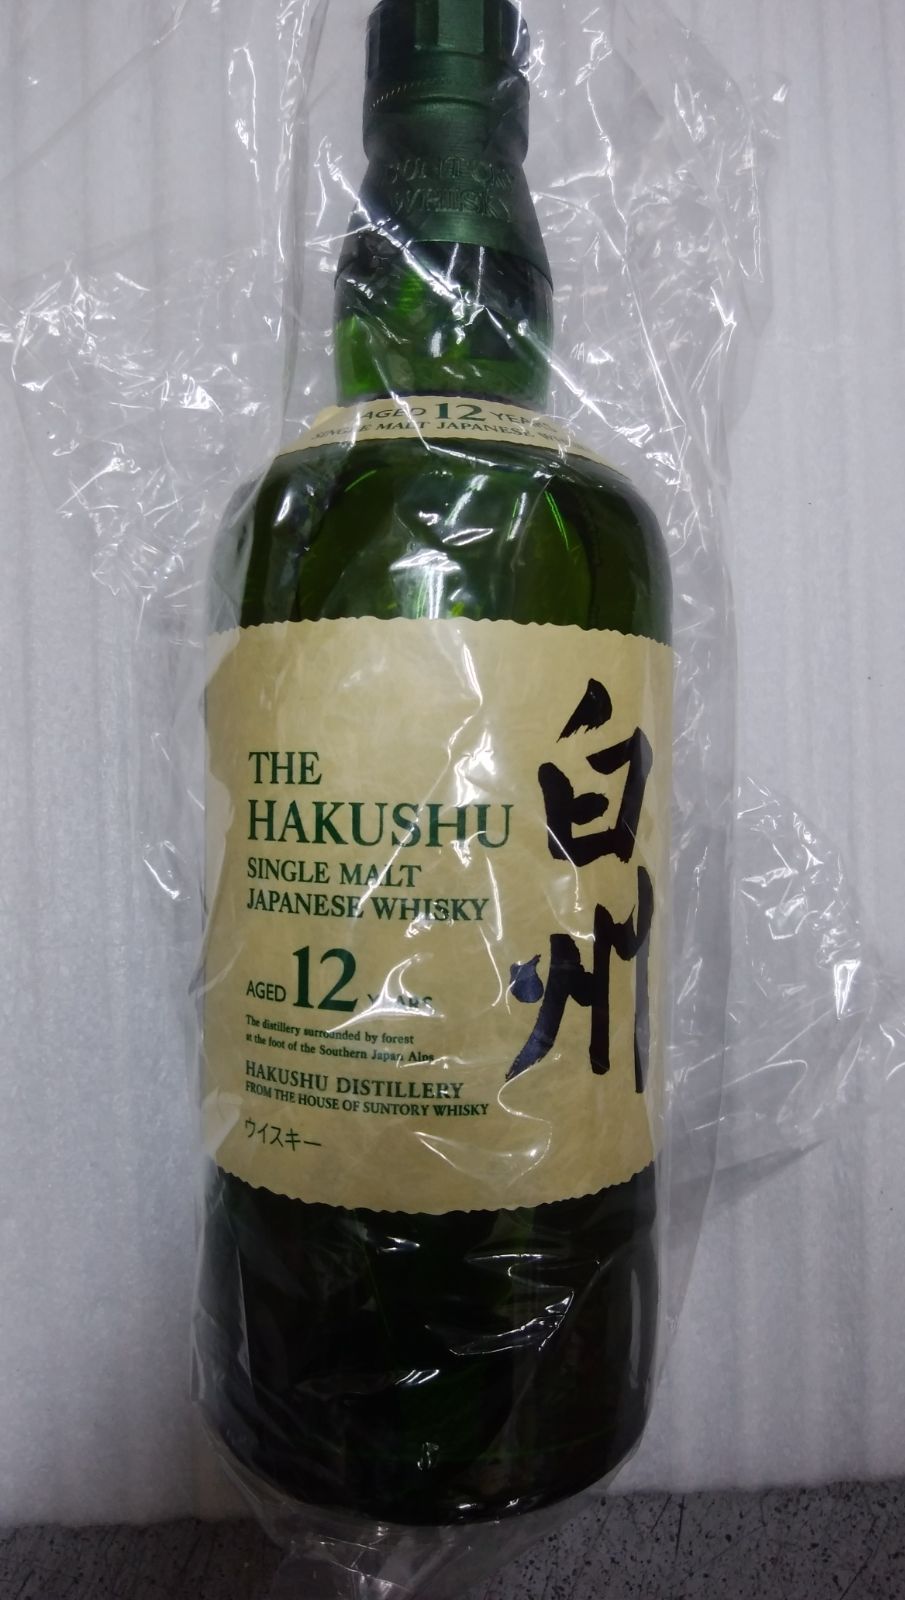 SUNTORY
WHISKY
AGED 12 YEARS
SINGLE MALT JAPANESE
THE
HAKUSHU
SINGLE MALT
JAPANESE WHISKY
AGED 12 YEARS
The distillery surrounded by forest
at the foot of the Southern Japan Alps
HAKUSHU DISTILLERY
FROM THE HOUSE OF SUNTORY WHISKY
ウイスキー
白州